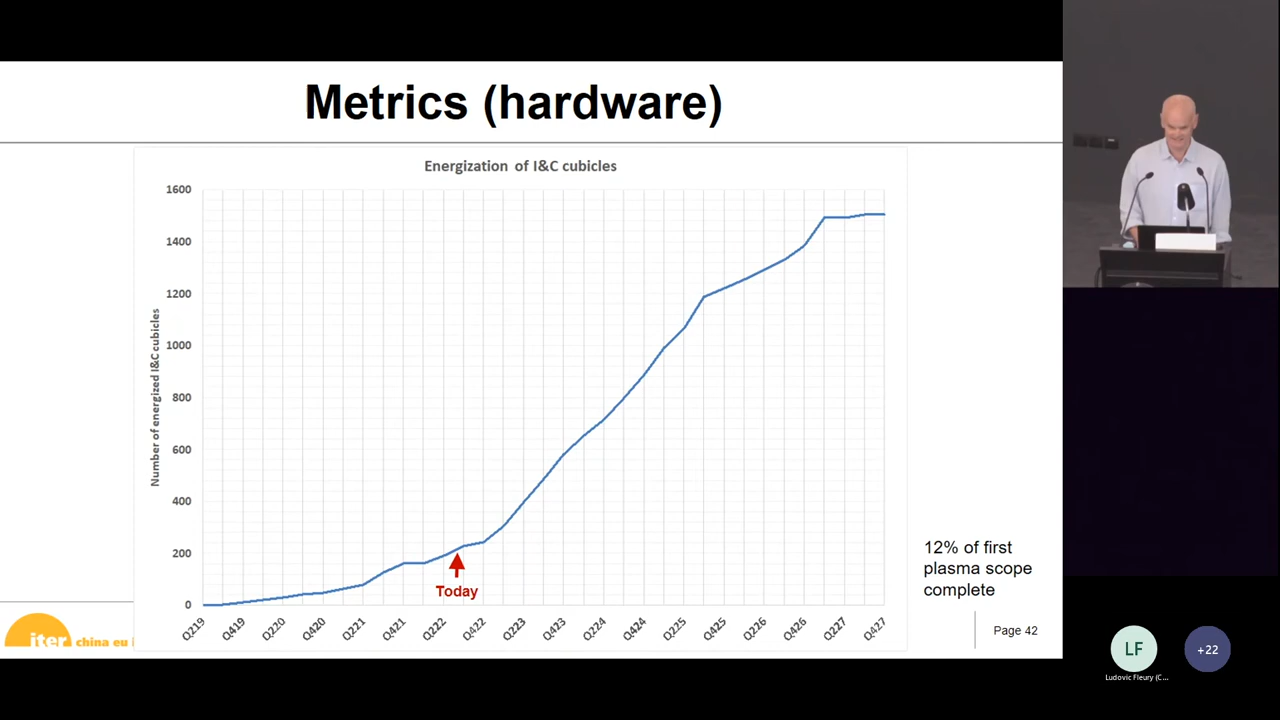 Metrics (hardware)
Energization of I&C cubicles
Number of energized I&C cubicles
1600
1400
1200
1000
800
600
400
200
0
Today
Q219
Q419
Q220
Q420
Q221
Q421
Q222
Q422
Q223
Q423
Q224
Q424
Q225
Q425
Q226
Q426
Q227
Q427
12% of first
plasma scope
complete
iter china eu
Page 42
LF
+22
Ludovic Fleury (C...